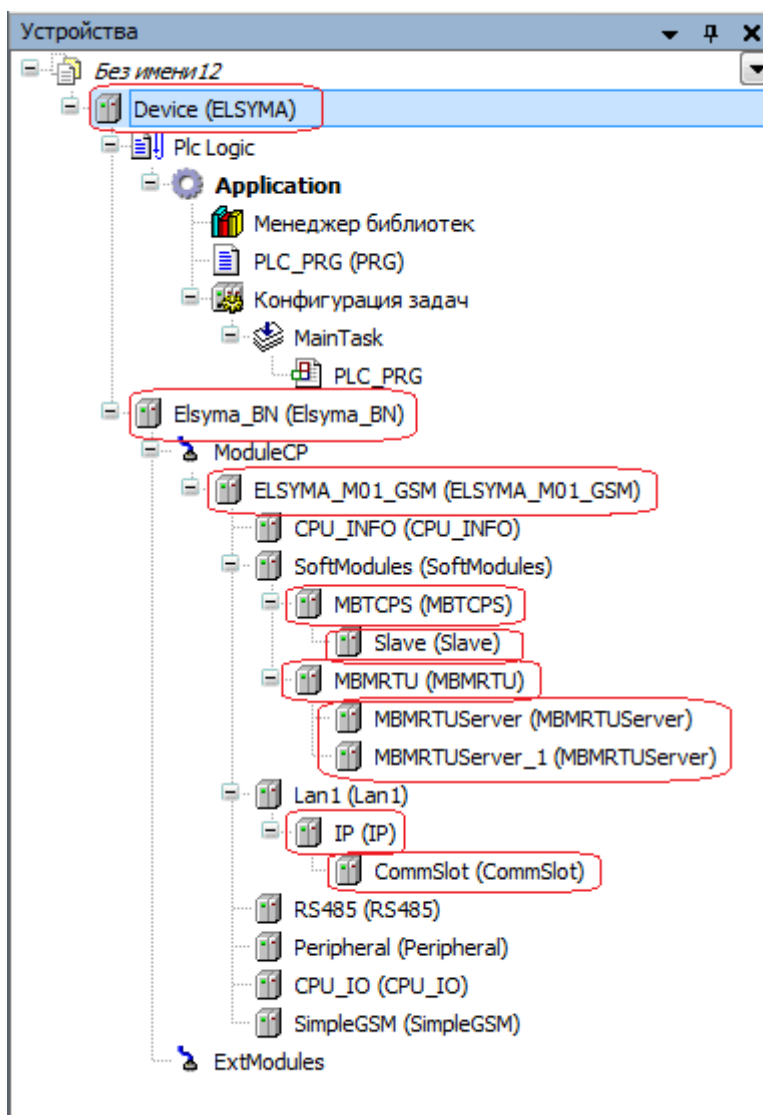 Устройства
Без имени12
Device (ELSYMA)
Plc Logic
Application
Менеджер библиотек
PLC_PRG (PRG)
Конфигурация задач
MainTask
PLC_PRG
Elsyma_BN (Elsyma_BN)
ModuleCP
ELSYMA_M01_GSM (ELSYMA_M01_GSM)
CPU_INFO (CPU_INFO)
SoftModules (SoftModules)
MBTCPS (MBTCPS)
Slave (Slave)
MBMRTU (MBMRTU)
MBMRTUServer (MBMRTUServer)
MBMRTUServer_1 (MBMRTUServer)
Lan1 (Lan1)
IP (IP)
CommSlot (CommSlot)
RS485 (RS485)
Peripheral (Peripheral)
CPU_IO (CPU_IO)
SimpleGSM (SimpleGSM)
ExtModules